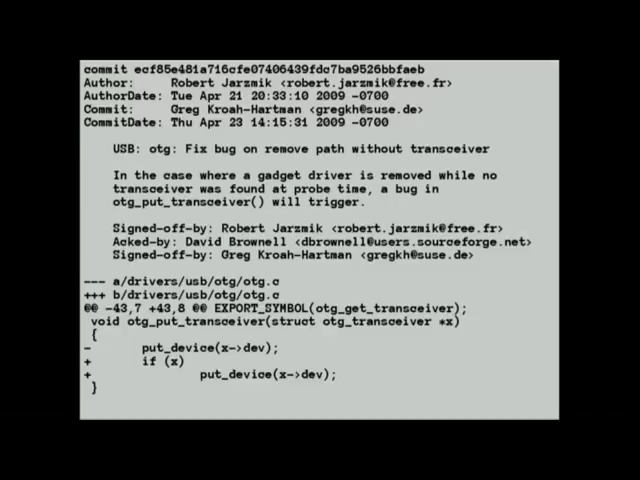 commit ecf85e481a716cfe07406439fdc7ba9526bbfaeb
Author:     Robert Jarzmik <robert.jarzmik@free.fr>
AuthorDate: Tue Apr 21 20:33:10 2009 -0700
Commit:     Greg Kroah-Hartman <gregkh@suse.de>
CommitDate: Thu Apr 23 14:15:31 2009 -0700
USB: otg: Fix bug on remove path without transceiver
In the case where a gadget driver is removed while no
transceiver was found at probe time, a bug in
otg_put_transceiver() will trigger.
Signed-off-by: Robert Jarzmik <robert.jarzmik@free.fr>
Acked-by: David Brownell <dbrownell@users.sourceforge.net>
Signed-off-by: Greg Kroah-Hartman <gregkh@suse.de>
--- a/drivers/usb/otg/otg.c
+++ b/drivers/usb/otg/otg.c
@@ -43,7 +43,8 @@ EXPORT_SYMBOL(otg_get_transceiver);
void otg_put_transceiver(struct otg_transceiver *x)
{
-       put_device(x->dev);
+       if (x)
+               put_device(x->dev);
}